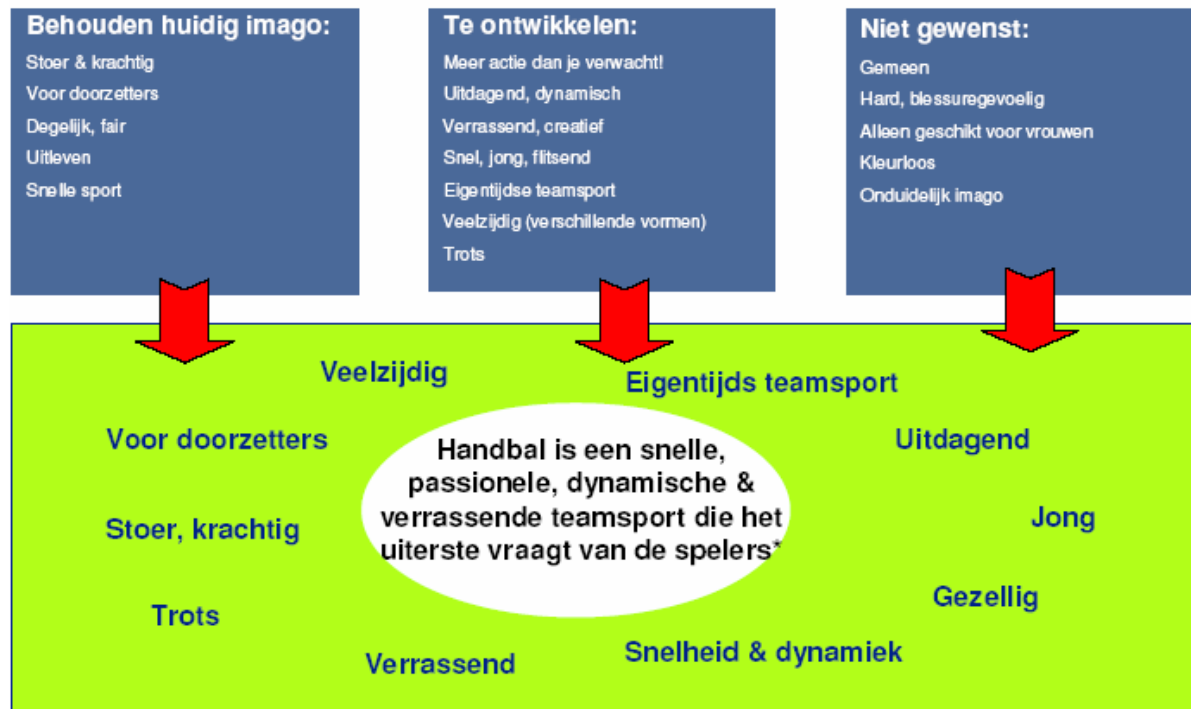 Behouden huidig imago:
Stoer & krachtig
Voor doorzetters
Degelijk, fair
Uitleven
Snelle sport
Te ontwikkelen:
Meer actie dan je verwacht!
Uitdagend, dynamisch
Verrassend, creatief
Snel, jong, flitsend
Eigentijdse teamsport
Veelzijdig (verschillende vormen)
Trots
Niet gewenst:
Gemeen
Hard, blessuregevoelig
Alleen geschikt voor vrouwen
Kleurloos
Onduidelijk imago
Veelzijdig
Eigentijds teamsport
Voor doorzetters
Uitdagend
Handbal is een snelle,
passionele, dynamische &
verrassende teamsport die het
uiterste vraagt van de spelers*
Stoer, krachtig
Jong
Gezellig
Trots
Snelheid & dynamiek
Verrassend